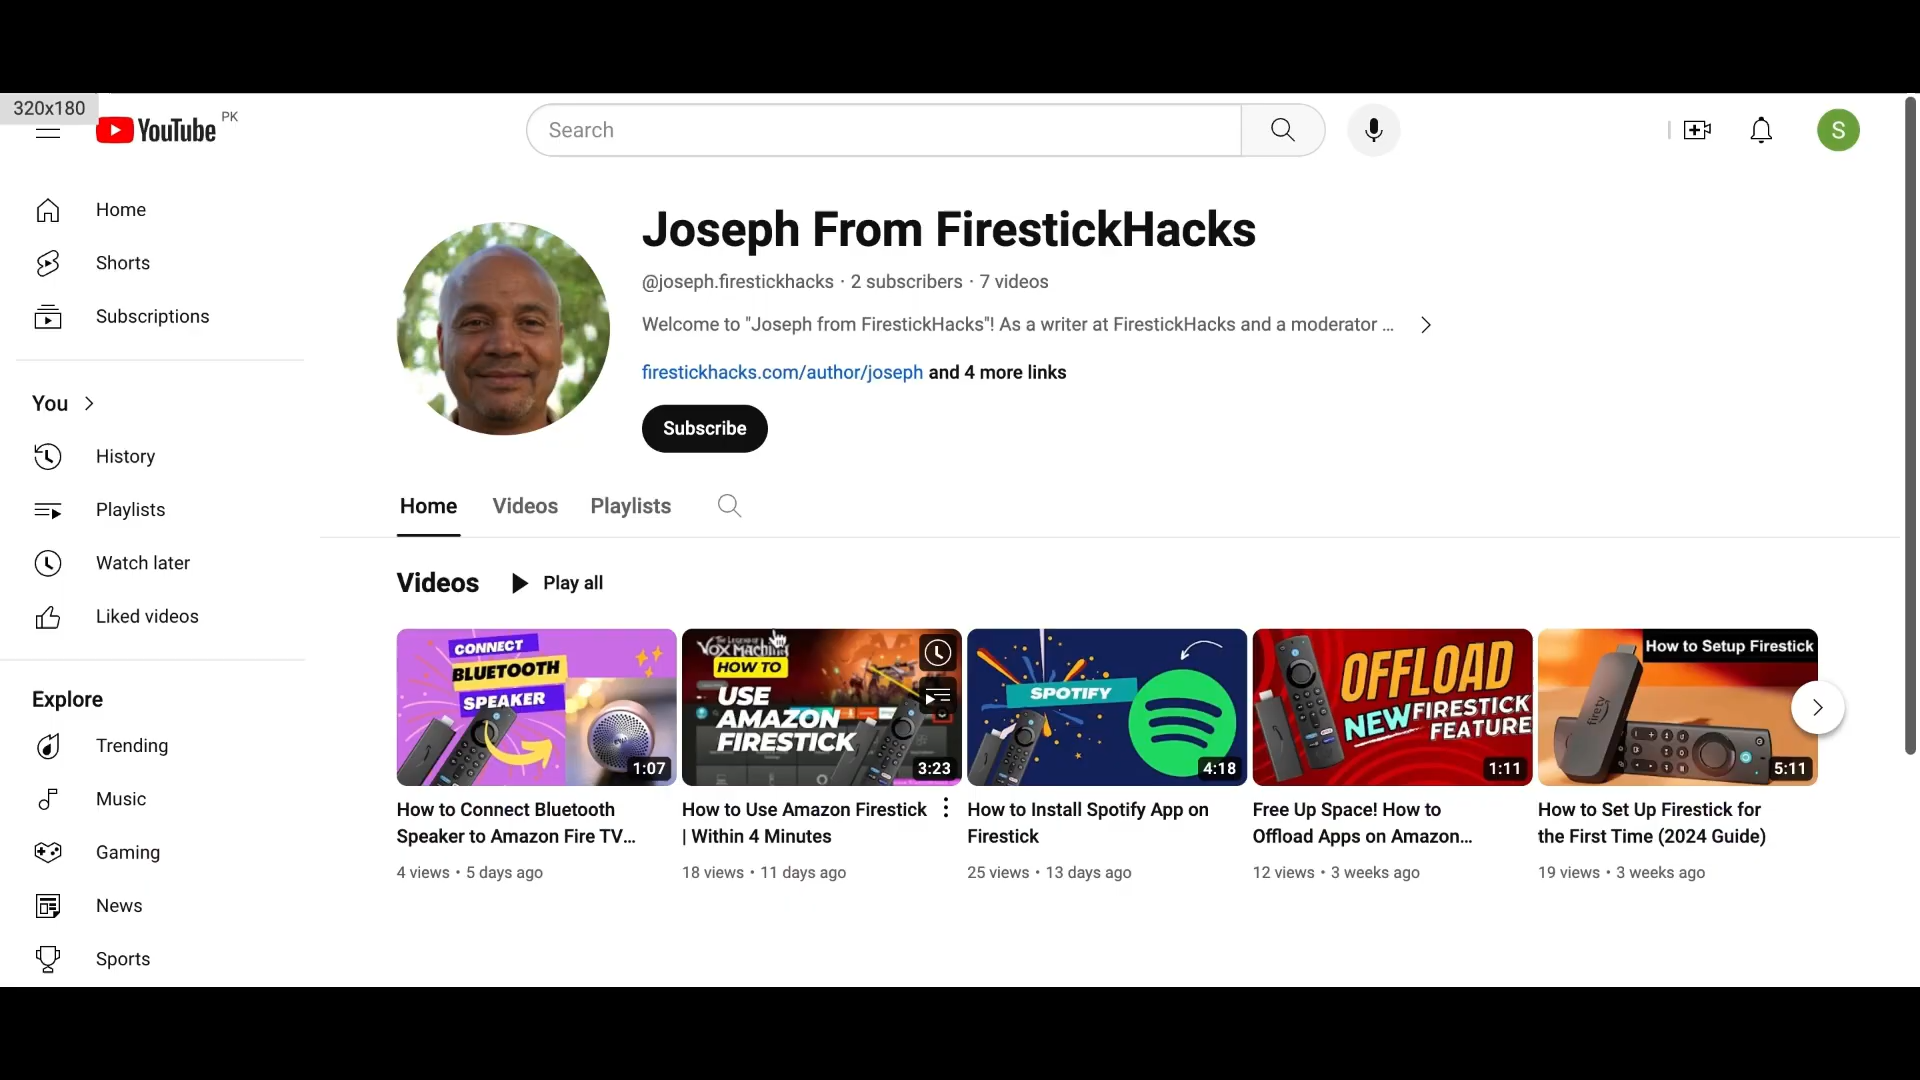 320x180
YouTube PK
Search
S
Home
Shorts
Subscriptions
You
History
Playlists
Watch later
Liked videos
Explore
Trending
Music
Gaming
News
Sports
Joseph From FirestickHacks
@joseph.firestickhacks · 2 subscribers · 7 videos
Welcome to "Joseph from FirestickHacks"! As a writer at FirestickHacks and a moderator ...
firestickhacks.com/author/joseph and 4 more links
Subscribe
Home Videos Playlists
Videos Play all
CONNECT
BLUETOOTH
SPEAKER
1:07
How to Connect Bluetooth
Speaker to Amazon Fire TV...
4 views • 5 days ago
THE LEGEND OF
VOX MACHINA
HOW TO
USE
AMAZON
FIRESTICK
3:23
How to Use Amazon Firestick
| Within 4 Minutes
18 views • 11 days ago
SPOTIFY
4:18
How to Install Spotify App on
Firestick
25 views • 13 days ago
OFFLOAD
NEW FIRESTICK
FEATURE
1:11
Free Up Space! How to
Offload Apps on Amazon...
12 views • 3 weeks ago
How to Setup Firestick
firetv
5:11
How to Set Up Firestick for
the First Time (2024 Guide)
19 views • 3 weeks ago